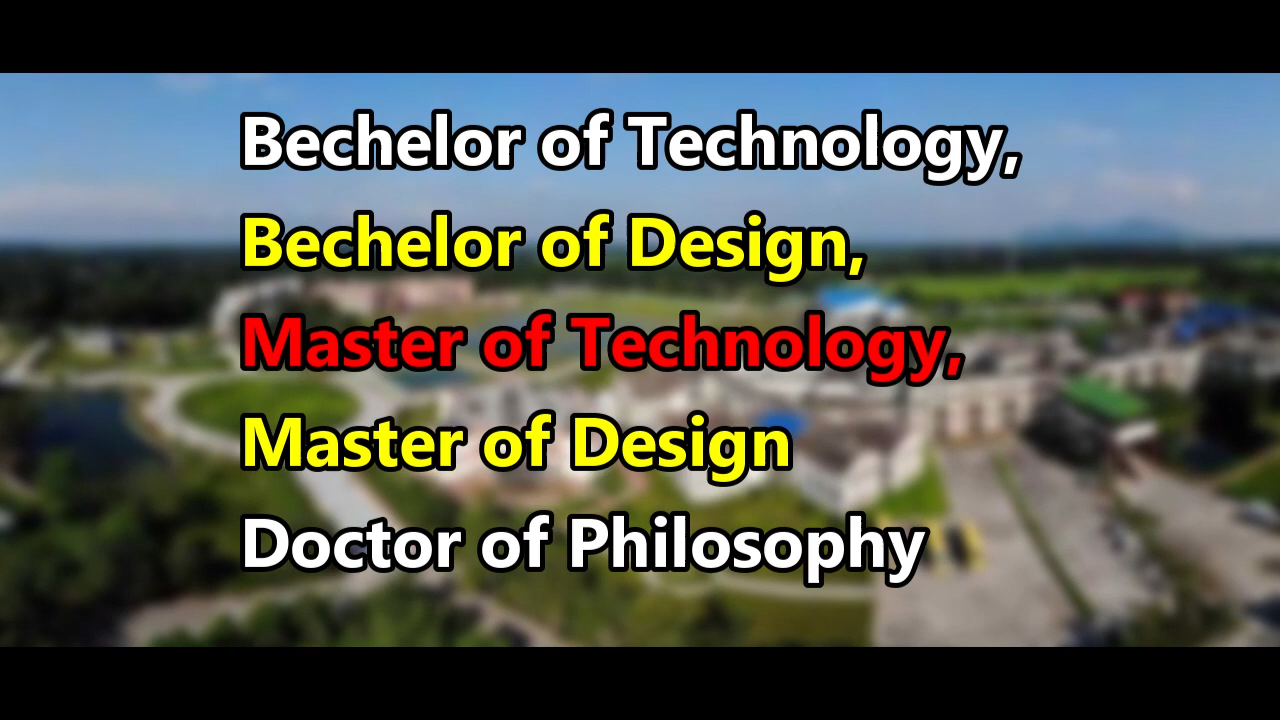 Bechelor of Technology,
Bechelor of Design,
Master of Technology,
Master of Design
Doctor of Philosophy